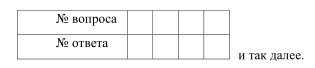 № вопроса
№ ответа
и так далее.